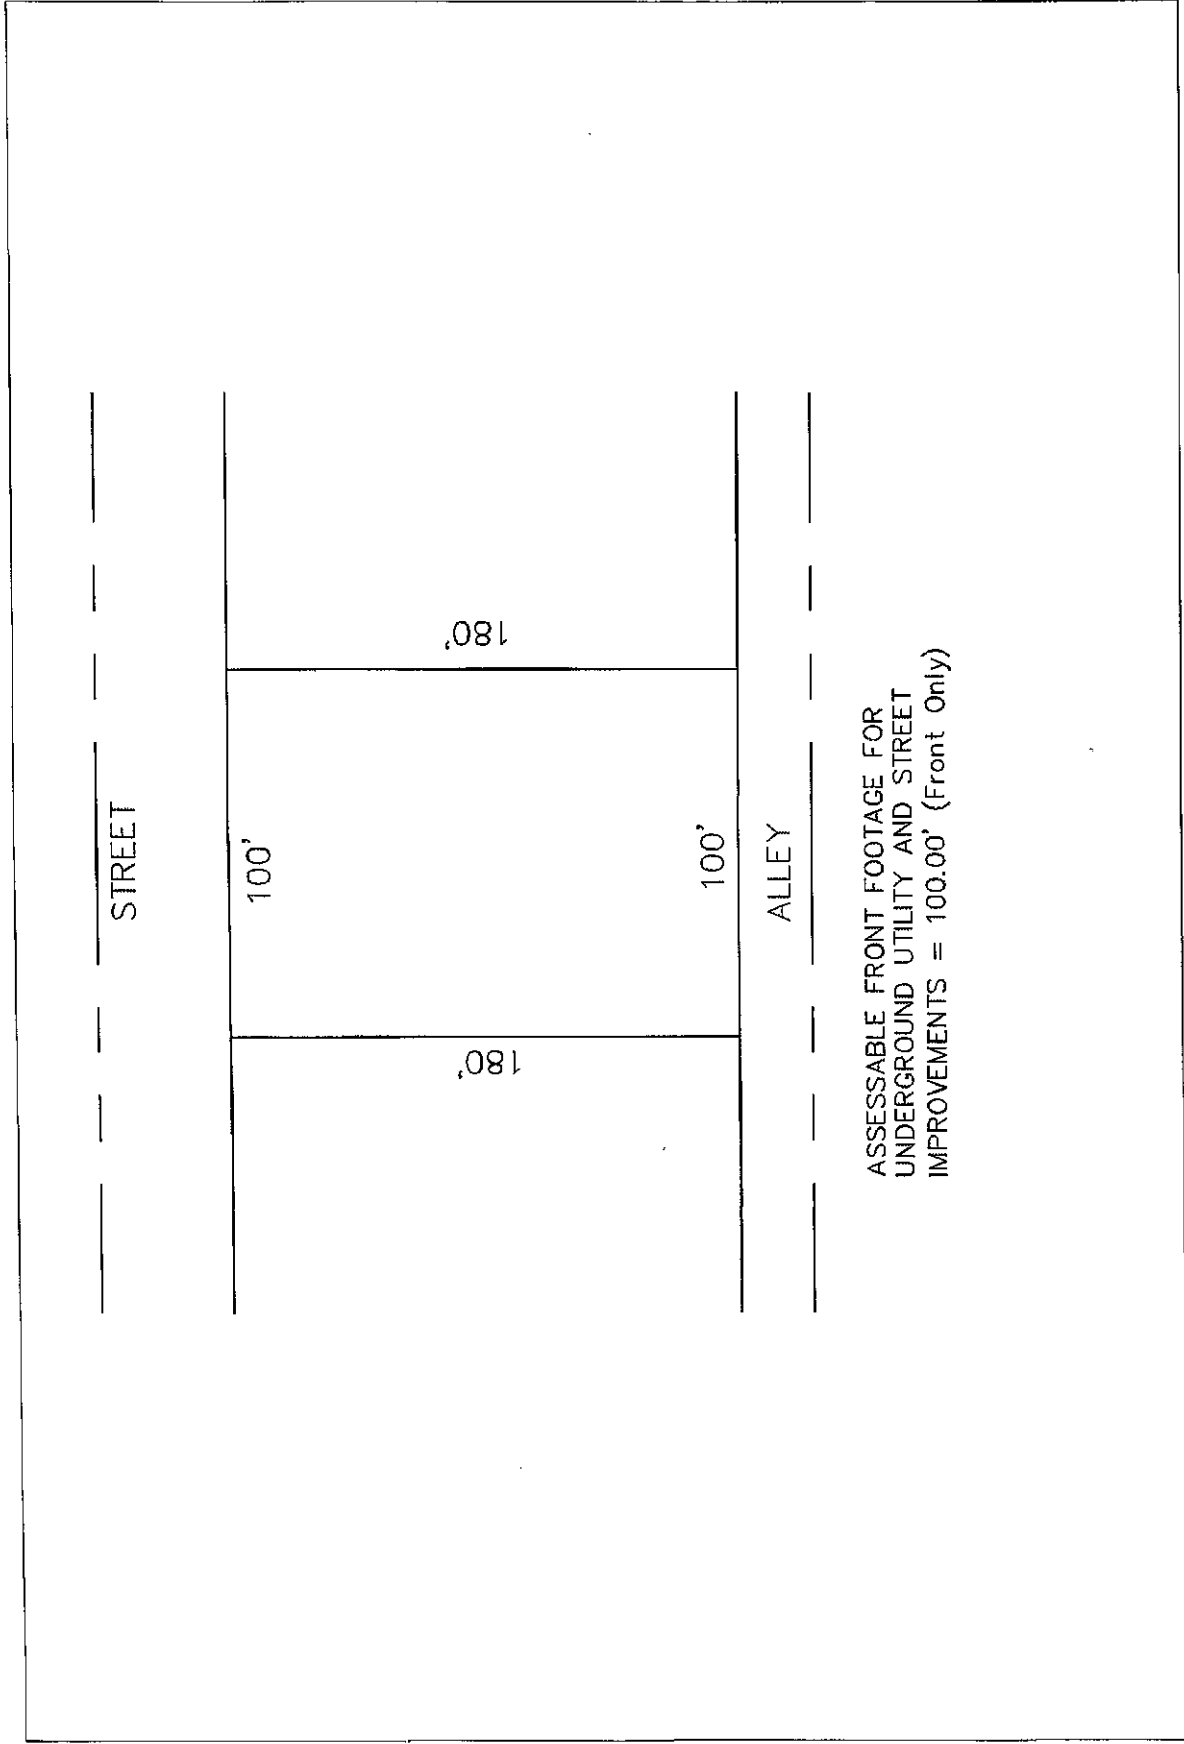 STREET
100'
180'
180'
100'
ALLEY
ASSESSABLE FRONT FOOTAGE FOR
UNDERGROUND UTILITY AND STREET
IMPROVEMENTS = 100.00' (Front Only)